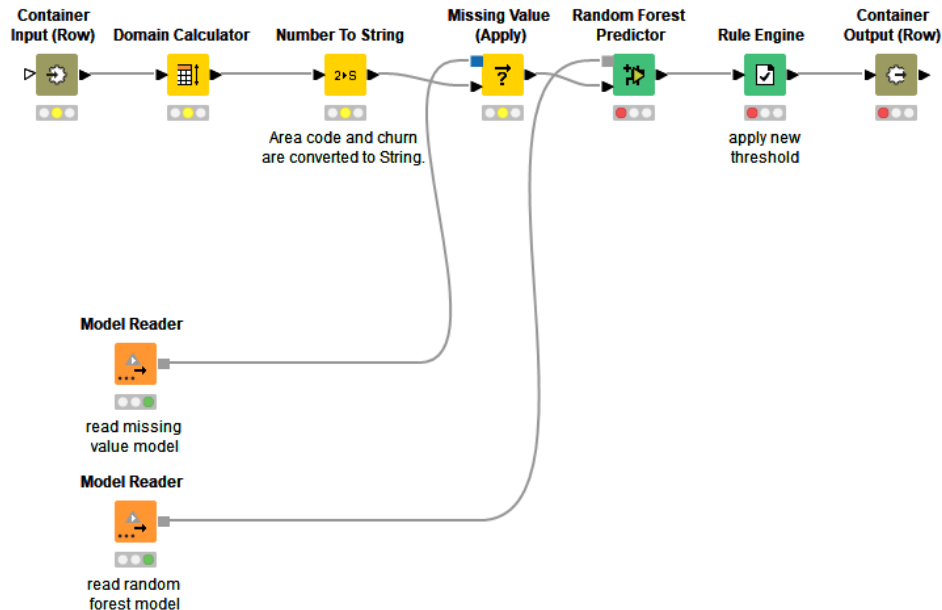 Container
Input (Row)
Domain Calculator
Number To String
Missing Value
(Apply)
Random Forest
Predictor
Rule Engine
Container
Output (Row)
2▸S
?
Area code and churn
are converted to String.
apply new
threshold
Model Reader
read missing
value model
Model Reader
read random
forest model